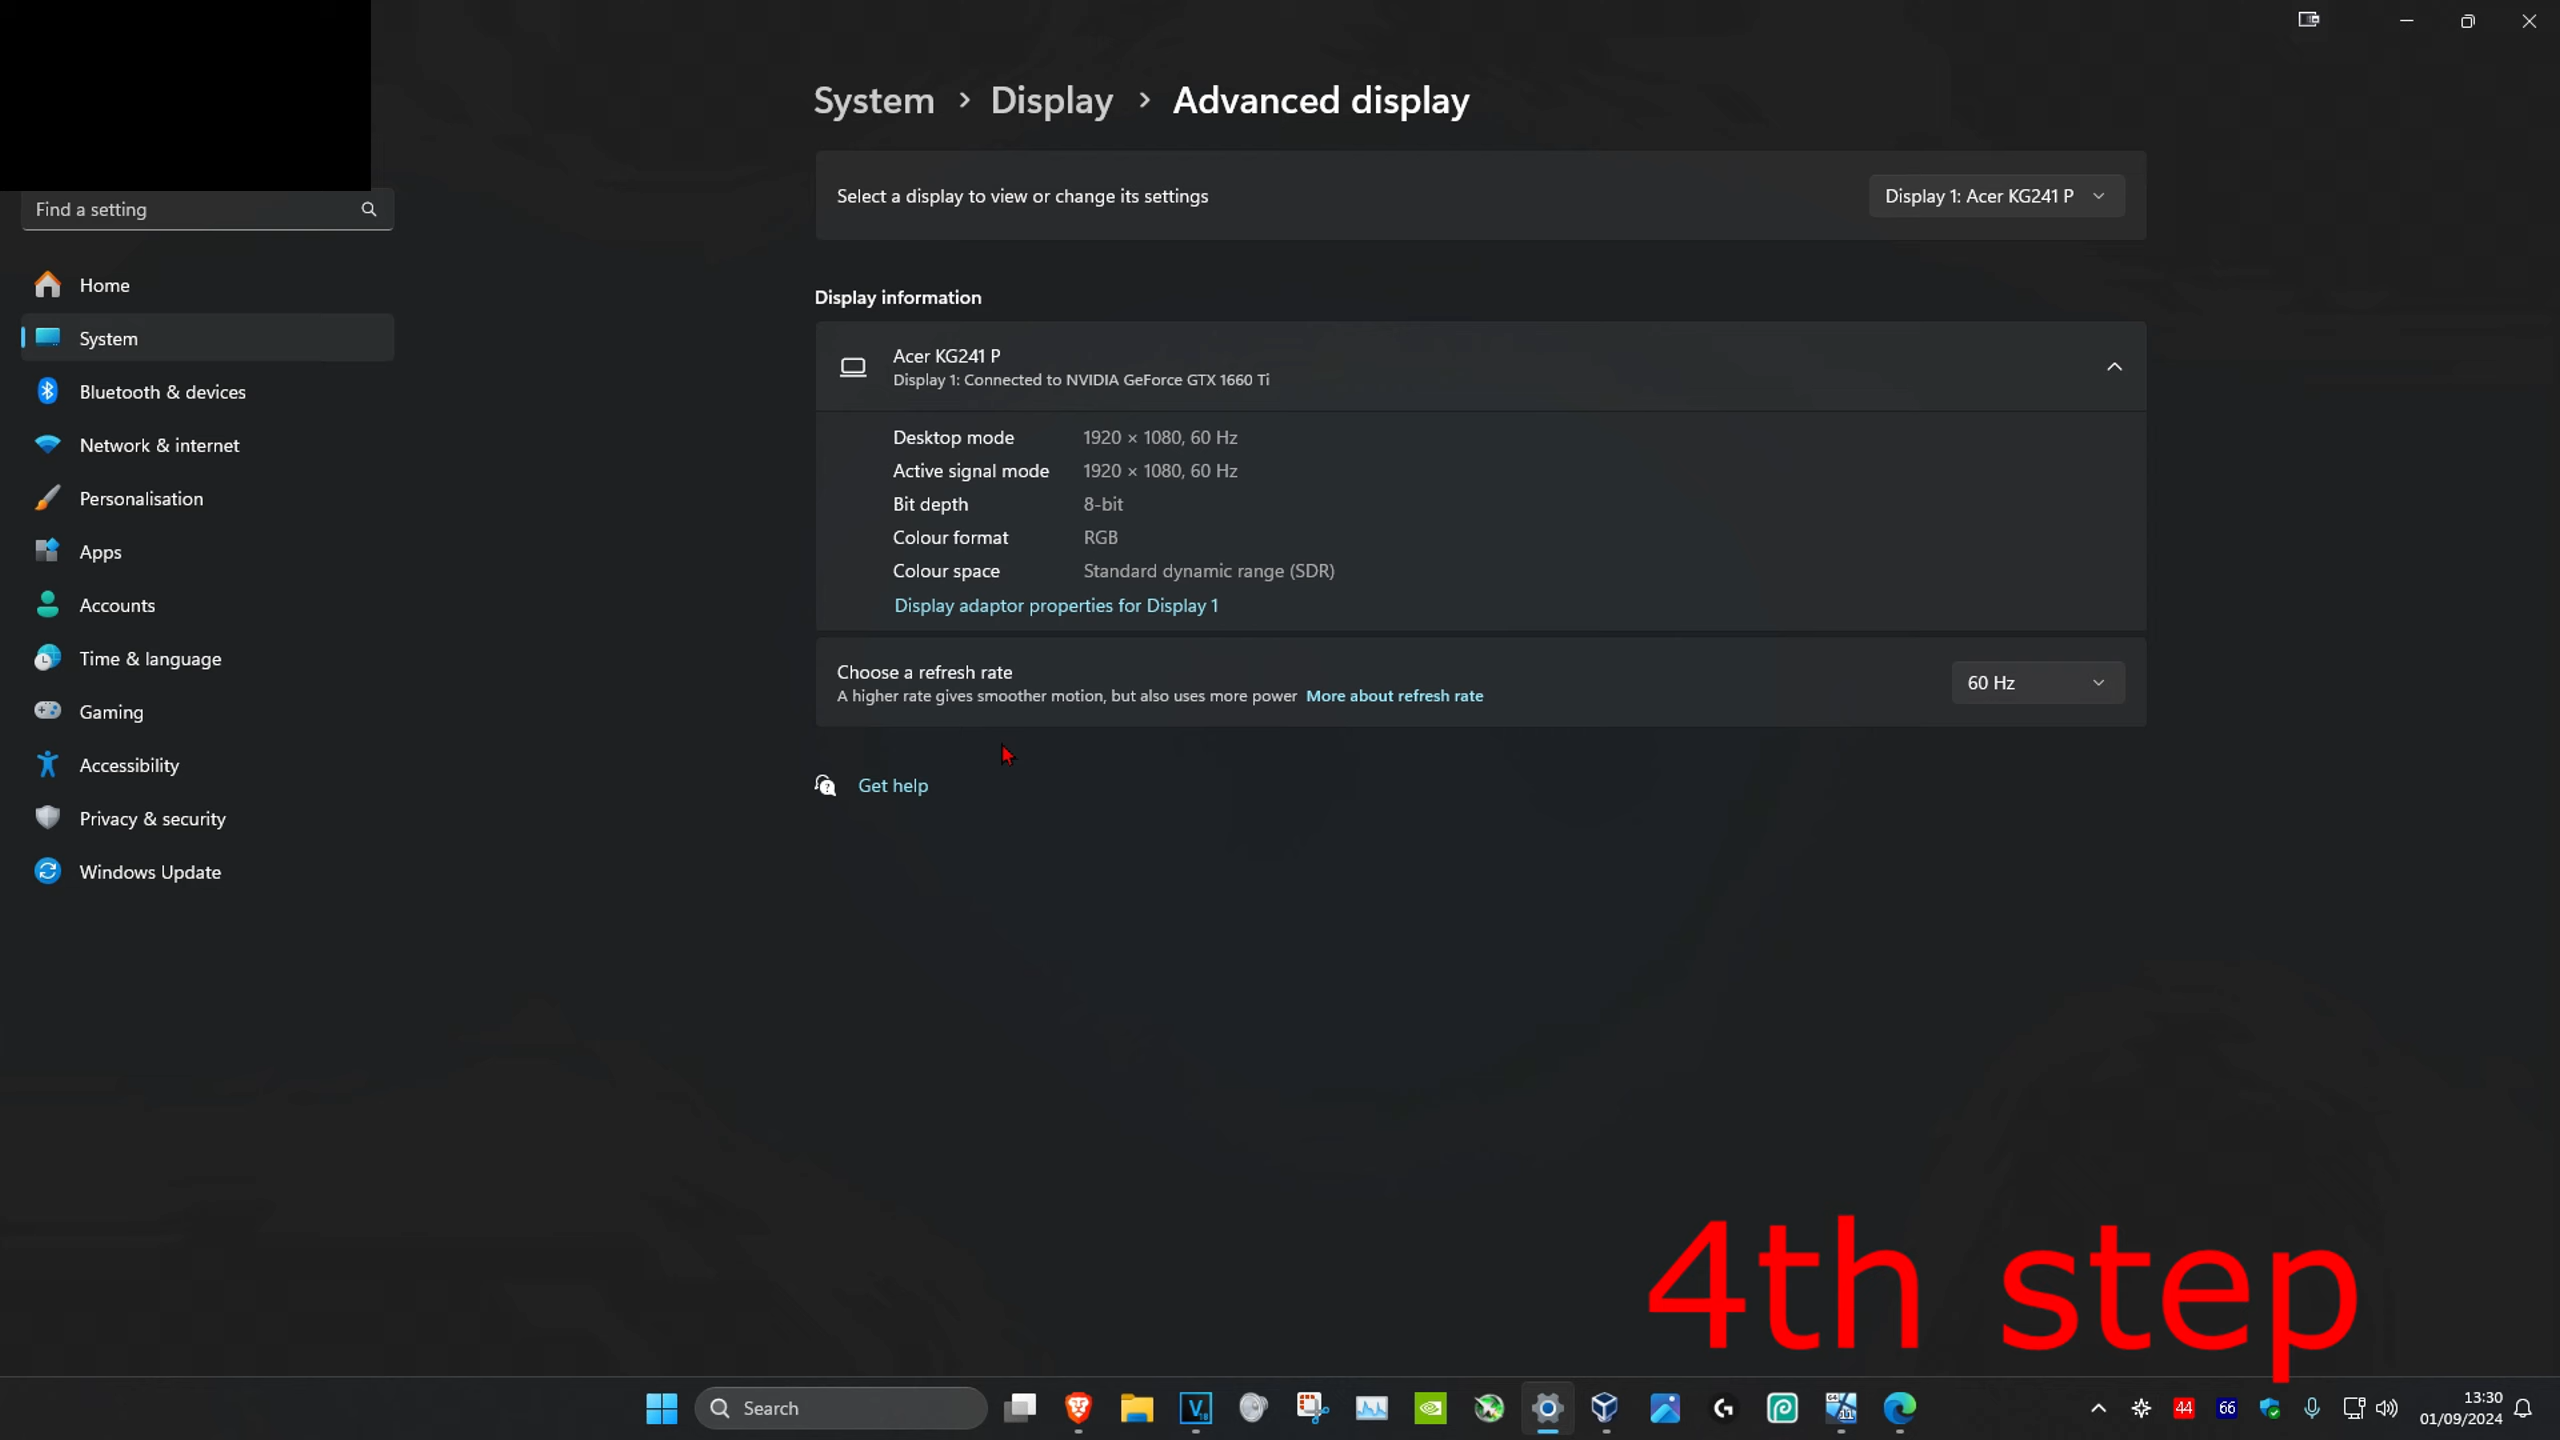 System > Display > Advanced display
Select a display to view or change its settings
Display 1: Acer KG241 P
Find a setting
Home
System
Bluetooth & devices
Network & internet
Personalisation
Apps
Accounts
Time & language
Gaming
Accessibility
Privacy & security
Windows Update
Display information
Acer KG241 P
Display 1: Connected to NVIDIA GeForce GTX 1660 Ti
Desktop mode 1920 × 1080, 60 Hz
Active signal mode 1920 × 1080, 60 Hz
Bit depth 8-bit
Colour format RGB
Colour space Standard dynamic range (SDR)
Display adaptor properties for Display 1
Choose a refresh rate
A higher rate gives smoother motion, but also uses more power More about refresh rate
60 Hz
Get help
4th step
Search
44
66
13:30
01/09/2024